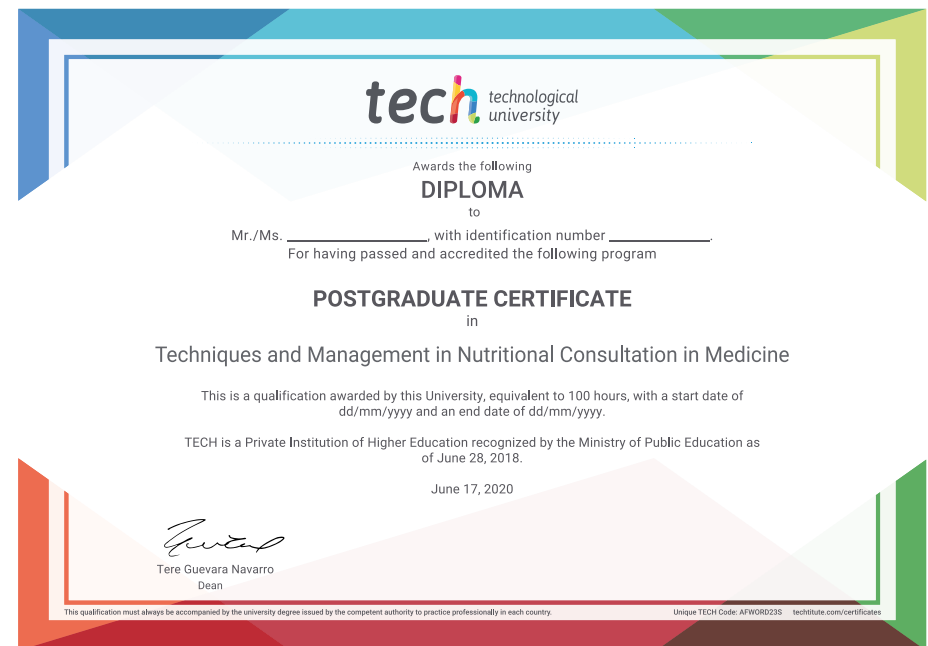 tech technological
university
Awards the following
DIPLOMA
to
Mr./Ms. ____________________, with identification number ______________.
For having passed and accredited the following program
POSTGRADUATE CERTIFICATE
in
Techniques and Management in Nutritional Consultation in Medicine
This is a qualification awarded by this University, equivalent to 100 hours, with a start date of
dd/mm/yyyy and an end date of dd/mm/yyyy.
TECH is a Private Institution of Higher Education recognized by the Ministry of Public Education as
of June 28, 2018.
June 17, 2020
Tere Guevara Navarro
Dean
This qualification must always be accompanied by the university degree issued by the competent authority to practice professionally in each country. Unique TECH Code: AFWORD23S techtitute.com/certificates